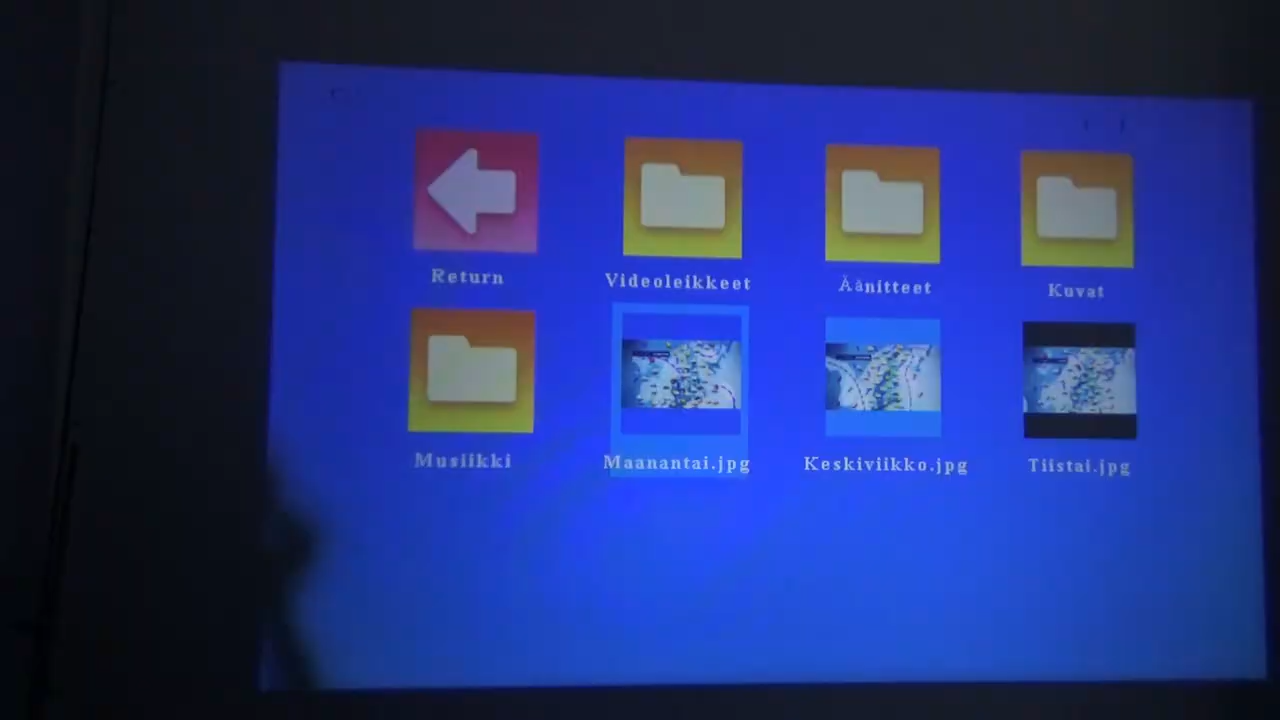 Return
Videoleikkeet
Äänitteet
Kuvat
Musiikki
Maanantai.jpg
Keskiviikko.jpg
Tiistai.jpg